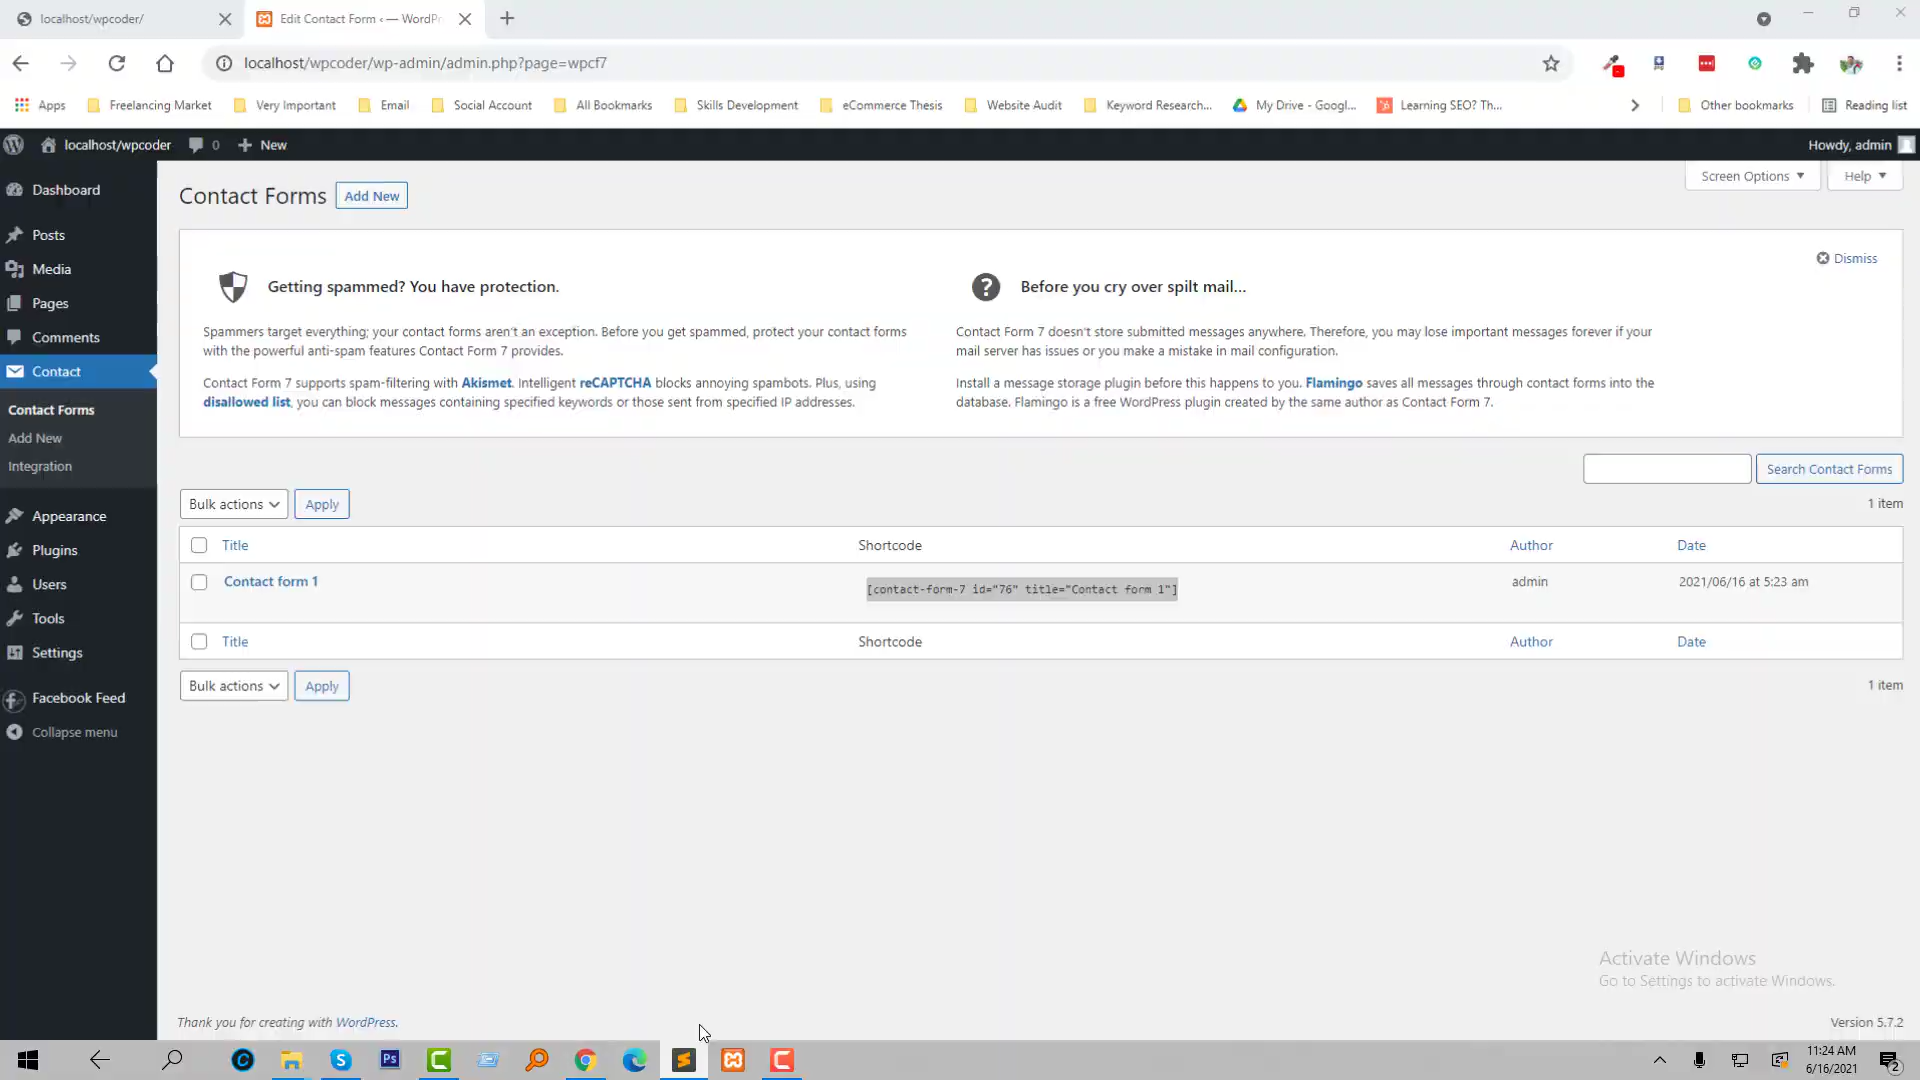 localhost/wpcoder/
Edit Contact Form ‹ — WordPr
localhost/wpcoder/wp-admin/admin.php?page=wpcf7
Apps
Freelancing Market
Very Important
Email
Social Account
All Bookmarks
Skills Development
eCommerce Thesis
Website Audit
Keyword Research...
My Drive - Googl...
Learning SEO? Th...
Other bookmarks
Reading list
localhost/wpcoder
0
New
Howdy, admin
Dashboard
Posts
Media
Pages
Comments
Contact
Contact Forms
Add New
Integration
Appearance
Plugins
Users
Tools
Settings
Facebook Feed
Collapse menu
Contact Forms
Add New
Screen Options
Help
Dismiss
Getting spammed? You have protection.
Spammers target everything; your contact forms aren't an exception. Before you get spammed, protect your contact forms
with the powerful anti-spam features Contact Form 7 provides.
Contact Form 7 supports spam-filtering with Akismet. Intelligent reCAPTCHA blocks annoying spambots. Plus, using
disallowed list, you can block messages containing specified keywords or those sent from specified IP addresses.
Before you cry over spilt mail...
Contact Form 7 doesn't store submitted messages anywhere. Therefore, you may lose important messages forever if your
mail server has issues or you make a mistake in mail configuration.
Install a message storage plugin before this happens to you. Flamingo saves all messages through contact forms into the
database. Flamingo is a free WordPress plugin created by the same author as Contact Form 7.
Search Contact Forms
Bulk actions
Apply
1 item
Title
Shortcode
Author
Date
Contact form 1
[contact-form-7 id="76" title="Contact form 1"]
admin
2021/06/16 at 5:23 am
Title
Shortcode
Author
Date
Bulk actions
Apply
1 item
Activate Windows
Go to Settings to activate Windows.
Thank you for creating with WordPress.
Version 5.7.2
Ps
11:24 AM
6/16/2021
2